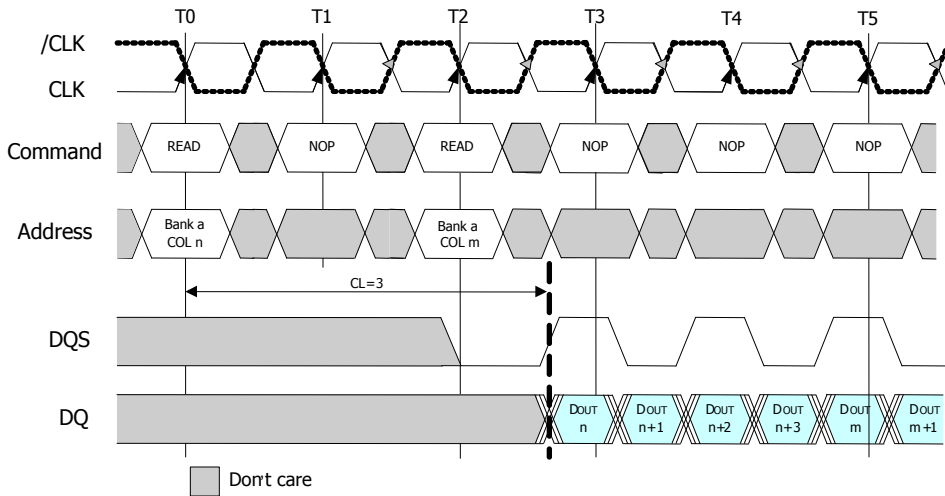 T0 T1 T2 T3 T4 T5
/CLK
CLK
Command READ NOP READ NOP NOP NOP
Address Bank a COL n Bank a COL m
CL=3
DQS
DQ DOUT n DOUT n+1 DOUT n+2 DOUT n+3 DOUT m DOUT m+1
Don't care